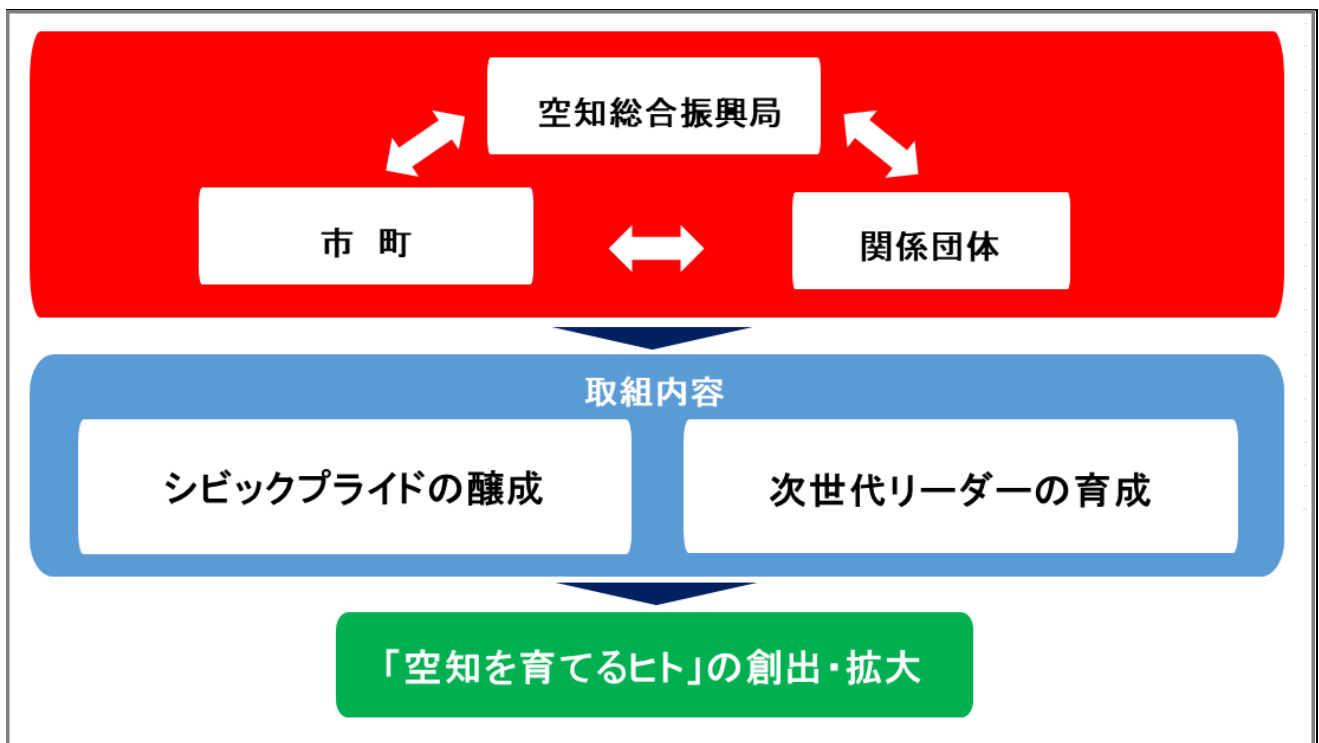 空知総合振興局
市 町
関係団体
取組内容
シビックプライドの醸成
次世代リーダーの育成
「空知を育てるヒト」の創出・拡大